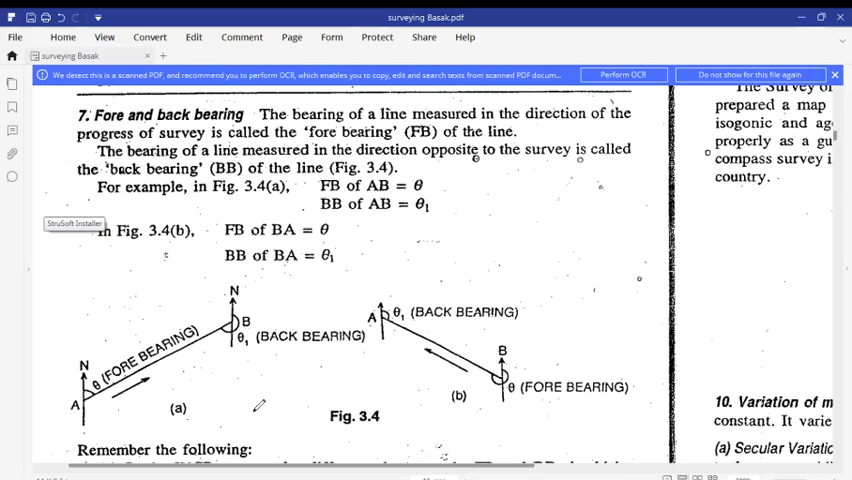 surveying Basak.pdf
File
Home
View
Convert
Edit
Comment
Page
Form
Protect
Share
Help
surveying Basak
We detect this is a scanned PDF, and recommend you to perform OCR, which enables you to copy, edit and search texts from scanned PDF docum...
Perform OCR
Do not show for this file again
7. Fore and back bearing The bearing of a line measured in the direction of the
progress of survey is called the 'fore bearing' (FB) of the line.
The bearing of a line measured in the direction opposite to the survey is called
the 'back bearing' (BB) of the line (Fig. 3.4).
For example, in Fig. 3.4(a), FB of AB = θ
BB of AB = θ₁
StruSoft Installer
In Fig. 3.4(b), FB of BA = θ
BB of BA = θ₁
N
B
θ₁ (BACK BEARING)
N
θ (FORE BEARING)
A
(a)
A θ₁ (BACK BEARING)
B
θ (FORE BEARING)
(b)
Fig. 3.4
Remember the following:
The Survey of
prepared a map
isogonic and ag
properly as a gu
compass survey i
country.
10. Variation of m
constant. It varie
(a) Secular Variatio